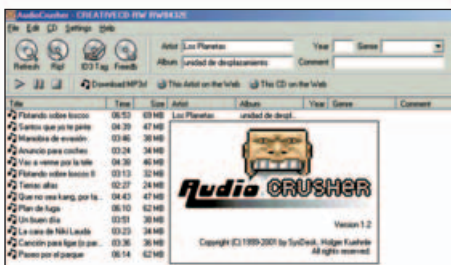 AudioCrusher - CREATIVECD-RW RW8432E
File Edit CD Settings Help
Refresh Rip! ID3 Tag Freedb
Artist Los Planetas Year Genre
Album unidad de desplazamiento Comment
Download MP3s! This Artist on the Web This CD on the Web
Title Time Size Artist Album Year Genre Comment
Flotando sobre loscos 06:53 69 MB Los Planetas unidad de despl...
Santos que yo te pinte 04:39 47 MB
Maniobra de evasión 03:46 38 MB
Anuncio para coches 03:24 34 MB
Vas a verme por la tele 04:38 46 MB
Flotando sobre loscos II 03:13 32 MB
Tierras altas 02:27 24 MB
Que no sea kang, por fa... 04:43 47 MB
Plan de fuga 06:10 62 MB
Un buen día 03:51 38 MB
La cara de Niki Lauda 03:23 34 MB
Canción para ligar (o par... 03:36 36 MB
Paseo por el parque 06:14 62 MB
Audio CRUSHER
Version 1.2
Copyright (C) 1999-2001 by SysDesk, Holger Kuehnle
All rights reserved.